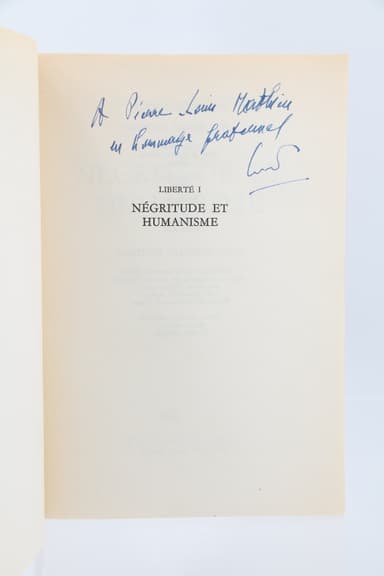 A Pierre Louis Mathieu
en hommage fraternel
LIBERTÉ I
NÉGRITUDE ET
HUMANISME